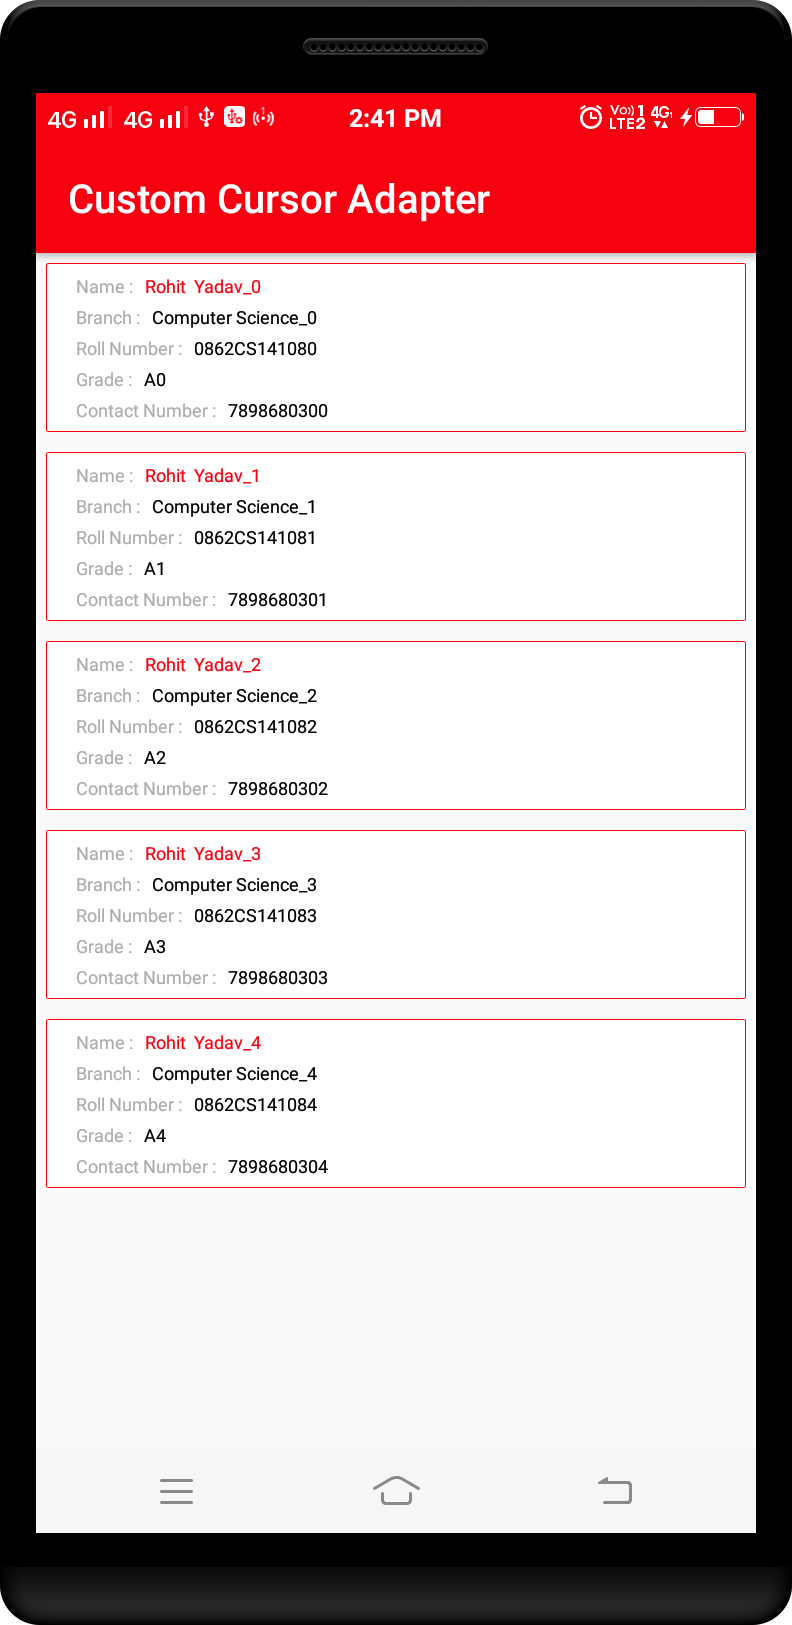 4G 4G 2:41 PM VoI) 1 LTE2 4G
Custom Cursor Adapter
Name : Rohit Yadav_0
Branch : Computer Science_0
Roll Number : 0862CS141080
Grade : A0
Contact Number : 7898680300
Name : Rohit Yadav_1
Branch : Computer Science_1
Roll Number : 0862CS141081
Grade : A1
Contact Number : 7898680301
Name : Rohit Yadav_2
Branch : Computer Science_2
Roll Number : 0862CS141082
Grade : A2
Contact Number : 7898680302
Name : Rohit Yadav_3
Branch : Computer Science_3
Roll Number : 0862CS141083
Grade : A3
Contact Number : 7898680303
Name : Rohit Yadav_4
Branch : Computer Science_4
Roll Number : 0862CS141084
Grade : A4
Contact Number : 7898680304